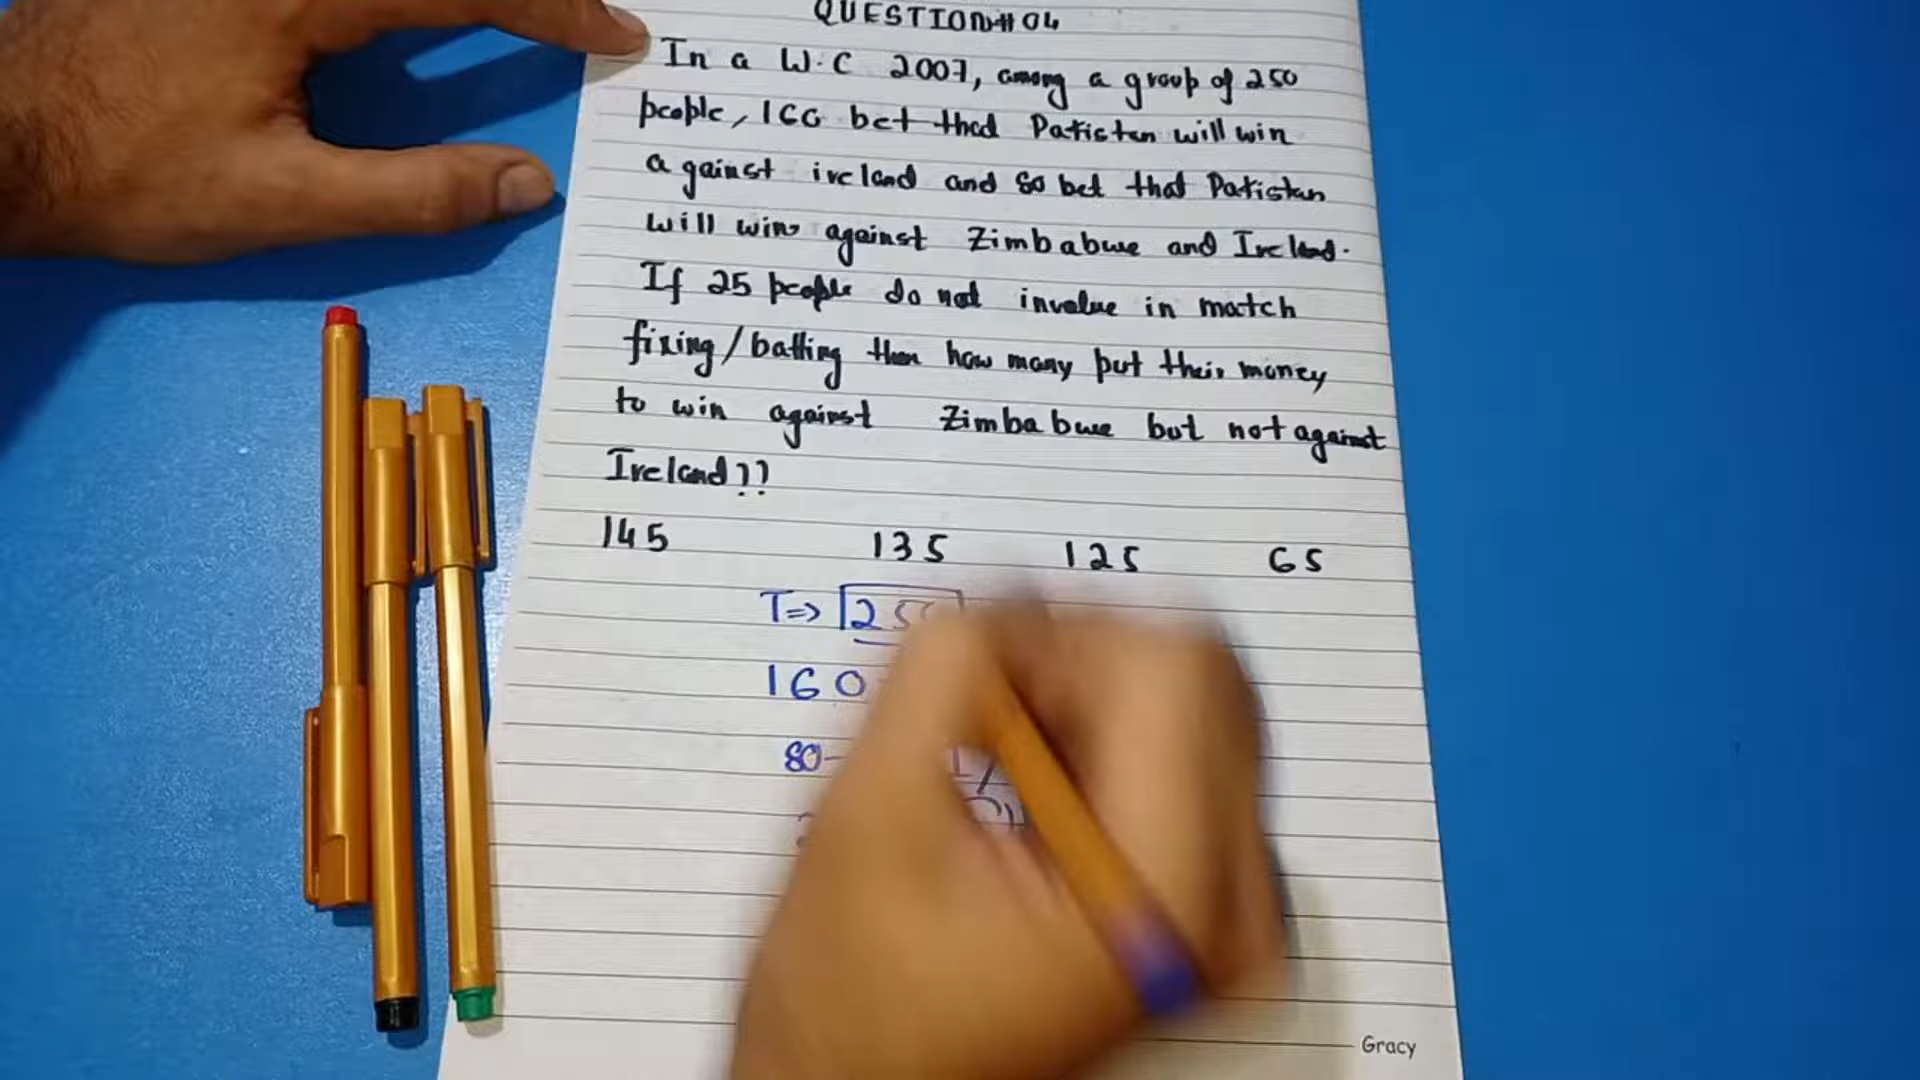 QUESTION# 04
In a W.C 2007, among a group of 250
people, 160 bet that Pakistan will win
against ireland and 80 bet that Pakistan
will win against Zimbabwe and Ireland.
If 25 people do not involve in match
fixing/batting then how many put their money
to win against Zimbabwe but not against
Ireland??
145 135 125 65
T=> 25
160
80-
Gracy